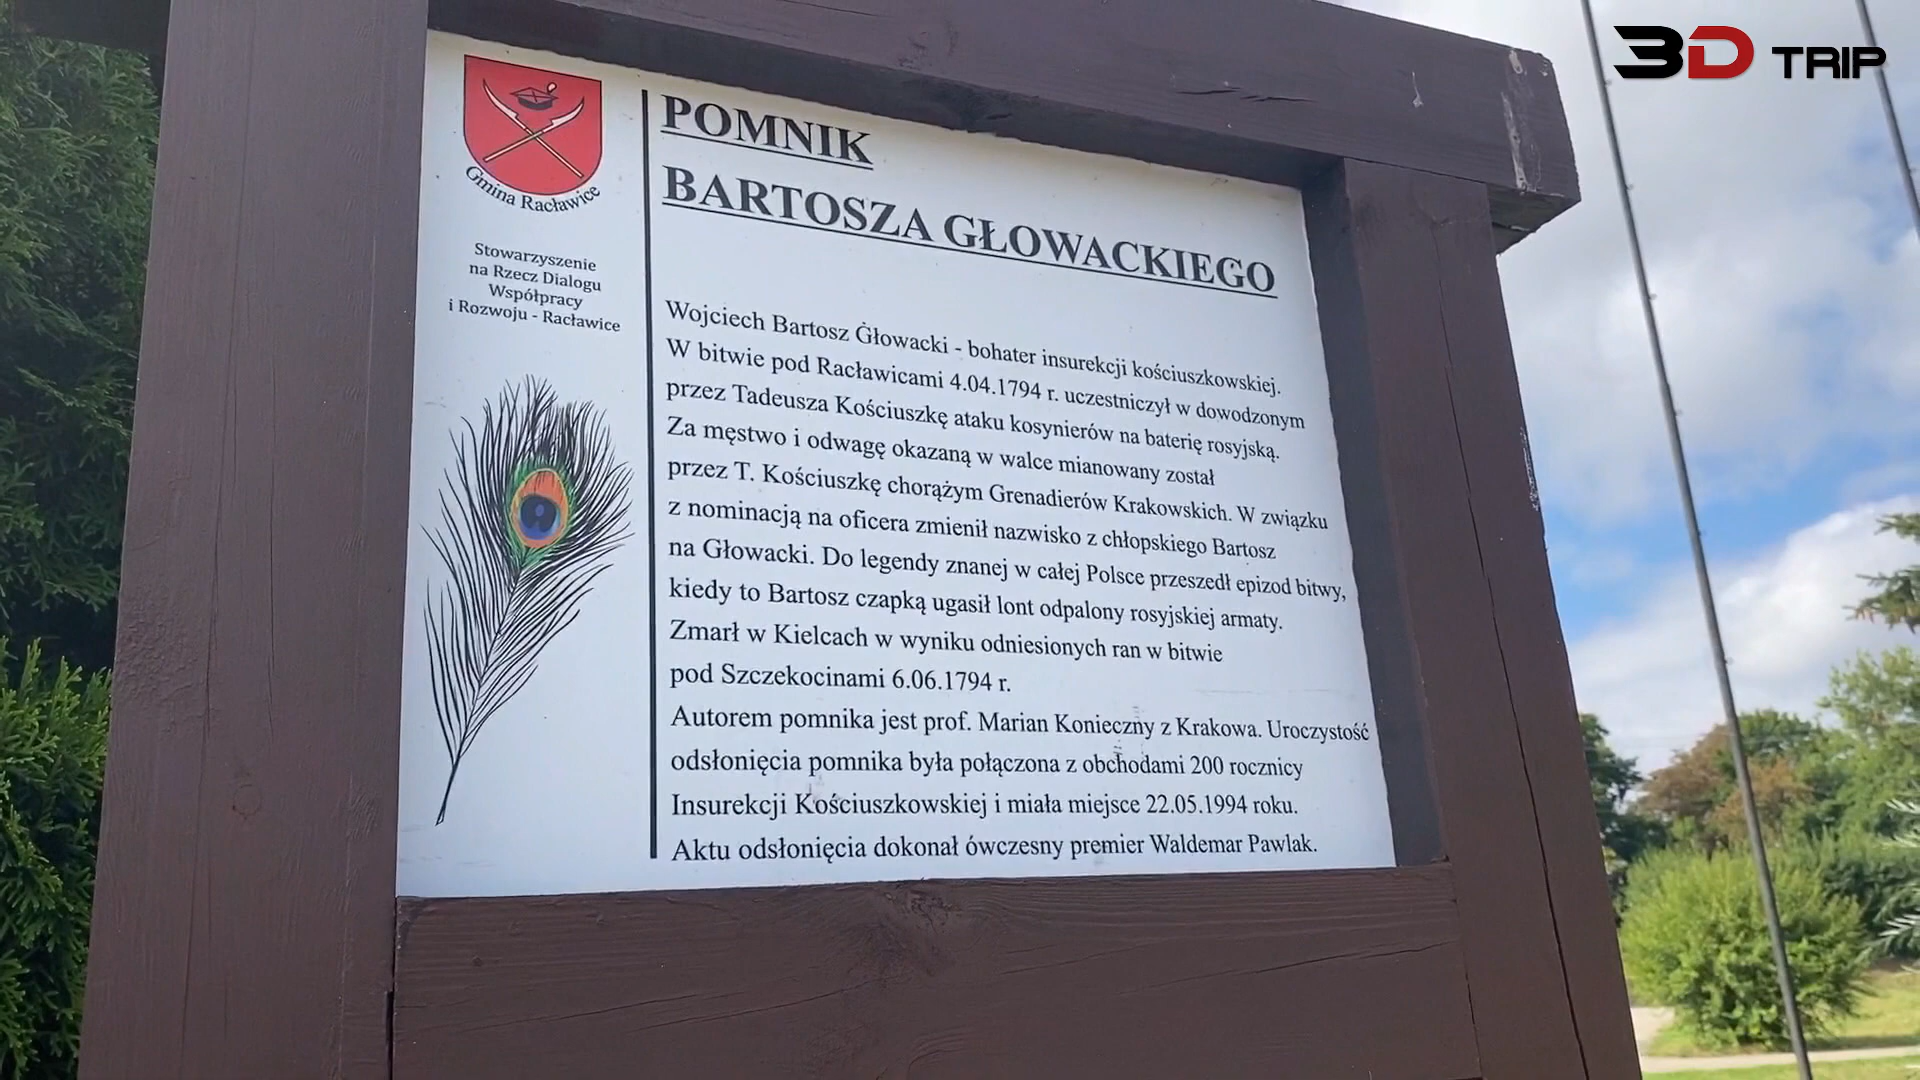 3D TRIP
Gmina Racławice
Stowarzyszenie
na Rzecz Dialogu
Współpracy
i Rozwoju - Racławice
POMNIK
BARTOSZA GŁOWACKIEGO
Wojciech Bartosz Głowacki - bohater insurekcji kościuszkowskiej.
W bitwie pod Racławicami 4.04.1794 r. uczestniczył w dowodzonym
przez Tadeusza Kościuszkę ataku kosynierów na baterię rosyjską.
Za męstwo i odwagę okazaną w walce mianowany został
przez T. Kościuszkę chorążym Grenadierów Krakowskich. W związku
z nominacją na oficera zmienił nazwisko z chłopskiego Bartosz
na Głowacki. Do legendy znanej w całej Polsce przeszedł epizod bitwy,
kiedy to Bartosz czapką ugasił lont odpalony rosyjskiej armaty.
Zmarł w Kielcach w wyniku odniesionych ran w bitwie
pod Szczekocinami 6.06.1794 r.
Autorem pomnika jest prof. Marian Konieczny z Krakowa. Uroczystość
odsłonięcia pomnika była połączona z obchodami 200 rocznicy
Insurekcji Kościuszkowskiej i miała miejsce 22.05.1994 roku.
Aktu odsłonięcia dokonał ówczesny premier Waldemar Pawlak.